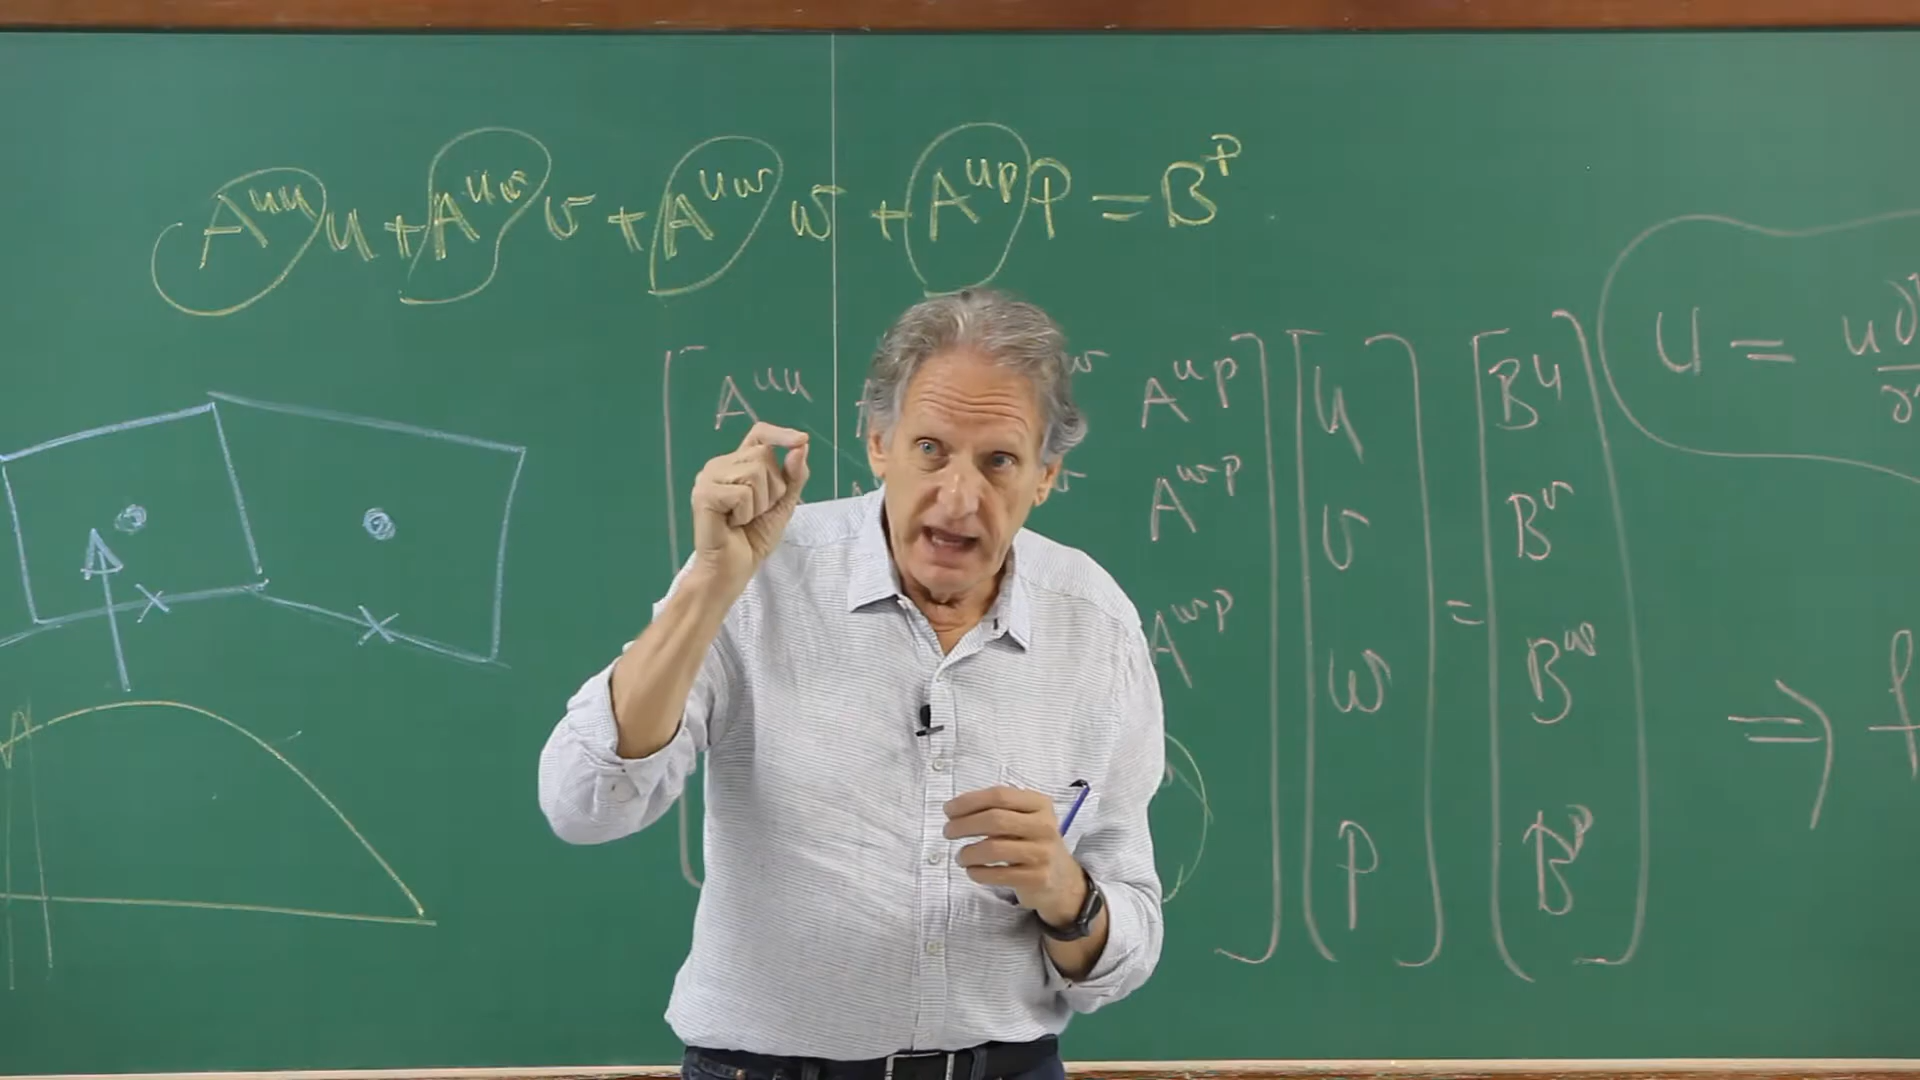 A^{uu} u + A^{uv} v + A^{uw} w + A^{up} P = B^P
A^{uu} A^{up} u B^u
A^{vp} v B^v
A^{wp} w = B^w
P B^P
U =
⇒